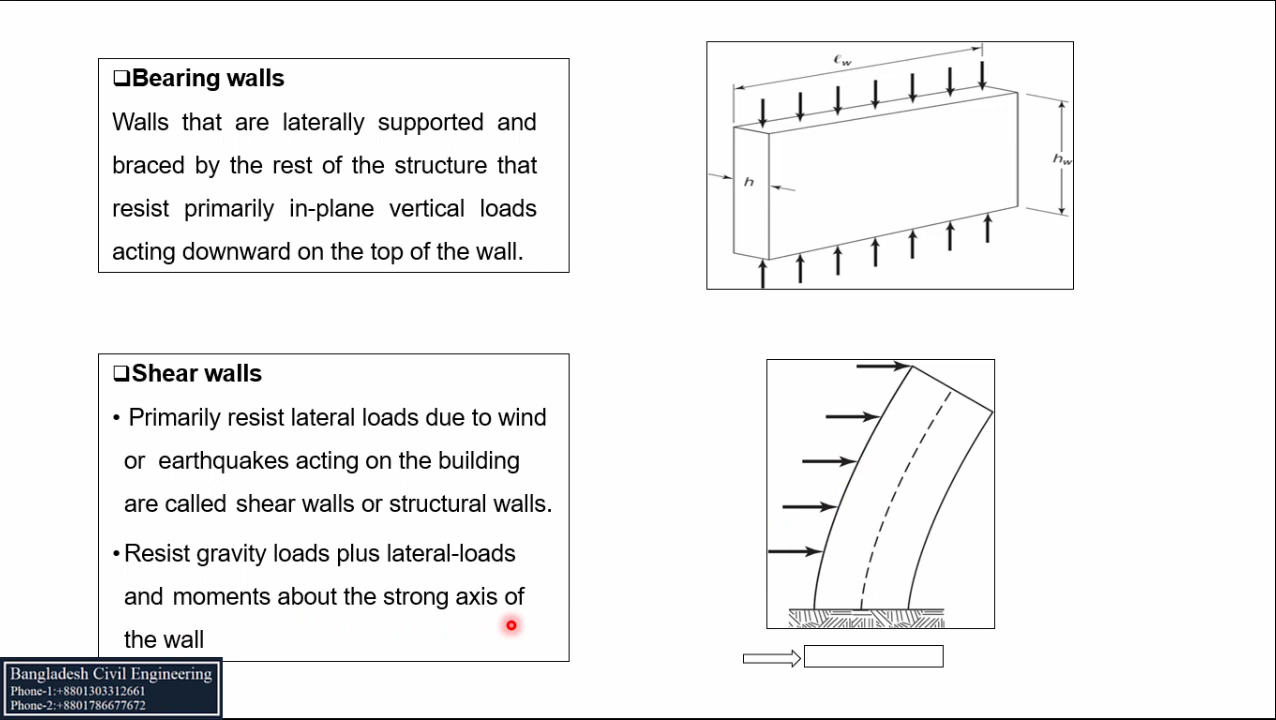 ❑Bearing walls
Walls that are laterally supported and
braced by the rest of the structure that
resist primarily in-plane vertical loads
acting downward on the top of the wall.
ℓw
h
hw
❑Shear walls
• Primarily resist lateral loads due to wind
or earthquakes acting on the building
are called shear walls or structural walls.
• Resist gravity loads plus lateral-loads
and moments about the strong axis of
the wall
Bangladesh Civil Engineering
Phone-1:+8801303312661
Phone-2:+8801786677672